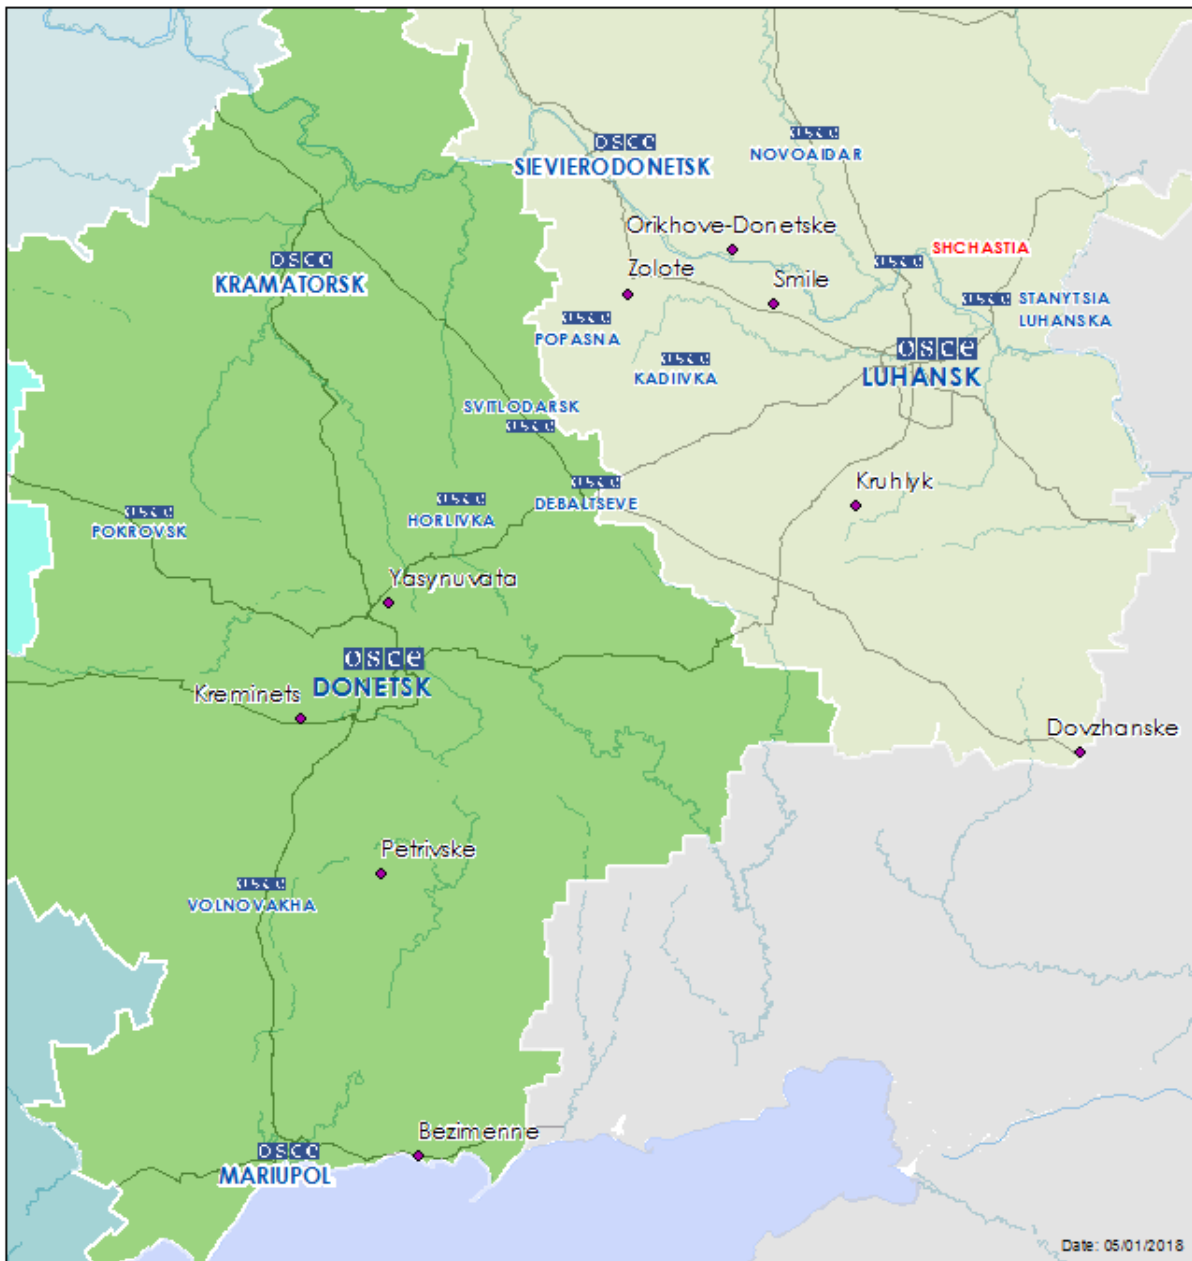 OSCE
SIEVIERODONETSK
OSCE
NOVOAIDAR
Orikhove-Donetske
SHCHASTIA
OSCE
OSCE
KRAMATORSK
Zolote
Smile
OSCE
STANYTSIA
LUHANSKA
OSCE
POPASNA
OSCE
KADIIVKA
osce
LUHANSK
SVITLODARSK
OSCE
OSCE
DEBALTSEVE
Kruhlyk
OSCE
HORLIVKA
OSCE
POKROVSK
Yasynuvata
osce
DONETSK
Kreminets
Dovzhanske
Petrivske
OSCE
VOLNOVAKHA
Bezimenne
OSCE
MARIUPOL
Date: 05/01/2018